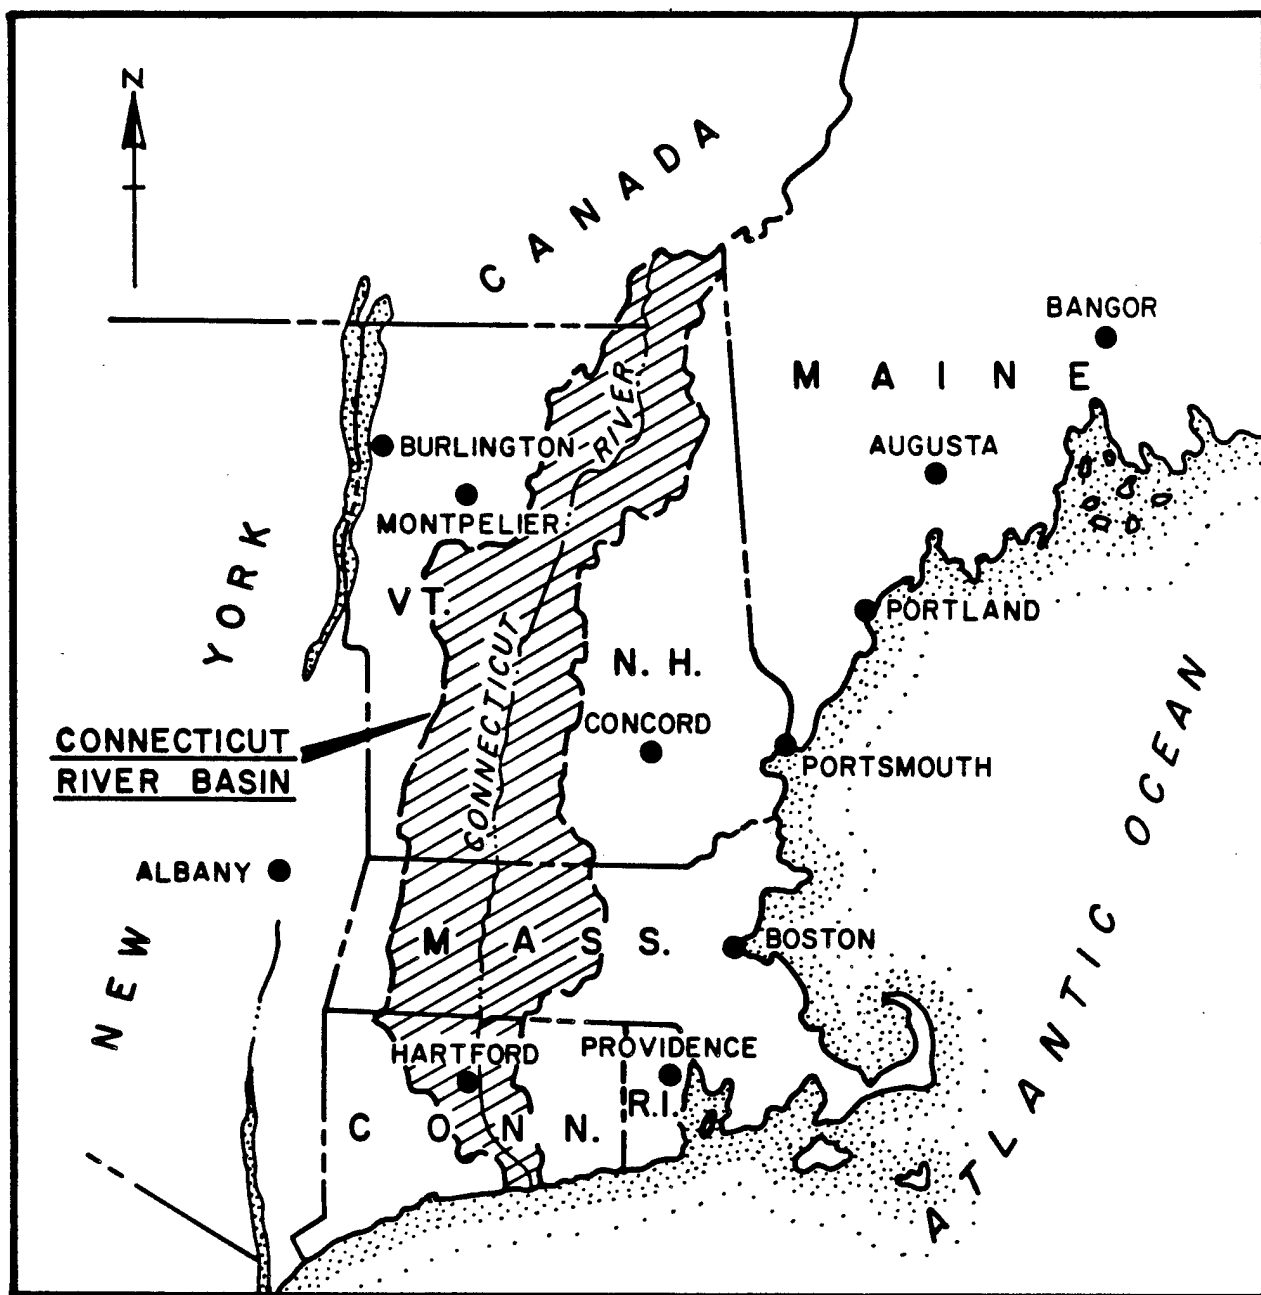 N
CANADA
BANGOR
MAINE
RIVER
BURLINGTON
AUGUSTA
MONTPELIER
VT.
PORTLAND
NEW YORK
CONNECTICUT
N. H.
CONCORD
CONNECTICUT
RIVER BASIN
PORTSMOUTH
ATLANTIC OCEAN
ALBANY
MASS.
BOSTON
HARTFORD
PROVIDENCE
R.I.
CONN.